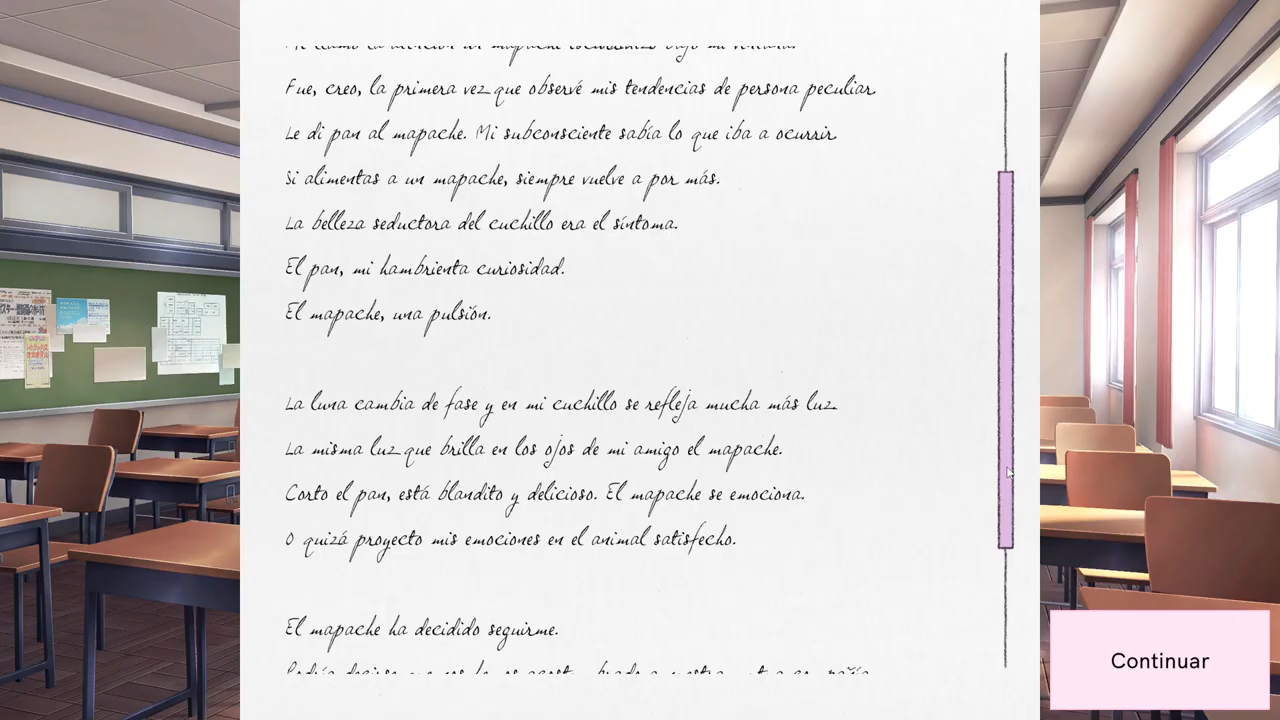 Fue, creo, la primera vez que observé mis tendencias de persona peculiar.
Le di pan al mapache. Mi subconsciente sabía lo que iba a ocurrir.
Si alimentas a un mapache, siempre vuelve a por más.
La belleza seductora del cuchillo era el síntoma.
El pan, mi hambrienta curiosidad.
El mapache, una pulsión.
La luna cambia de fase y en mi cuchillo se refleja mucha más luz.
La misma luz que brilla en los ojos de mi amigo el mapache.
Corto el pan, está blandito y delicioso. El mapache se emociona.
O quizá proyecto mis emociones en el animal satisfecho.
El mapache ha decidido seguirme.
Continuar